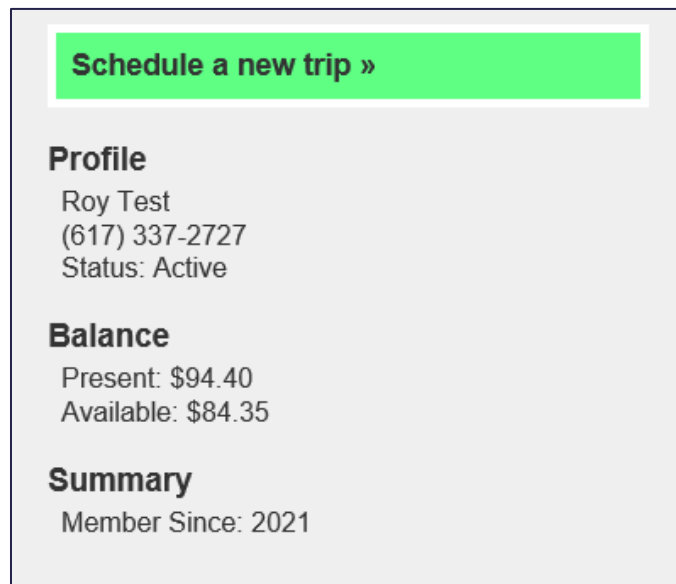 Schedule a new trip »
Profile
Roy Test
(617) 337-2727
Status: Active
Balance
Present: $94.40
Available: $84.35
Summary
Member Since: 2021